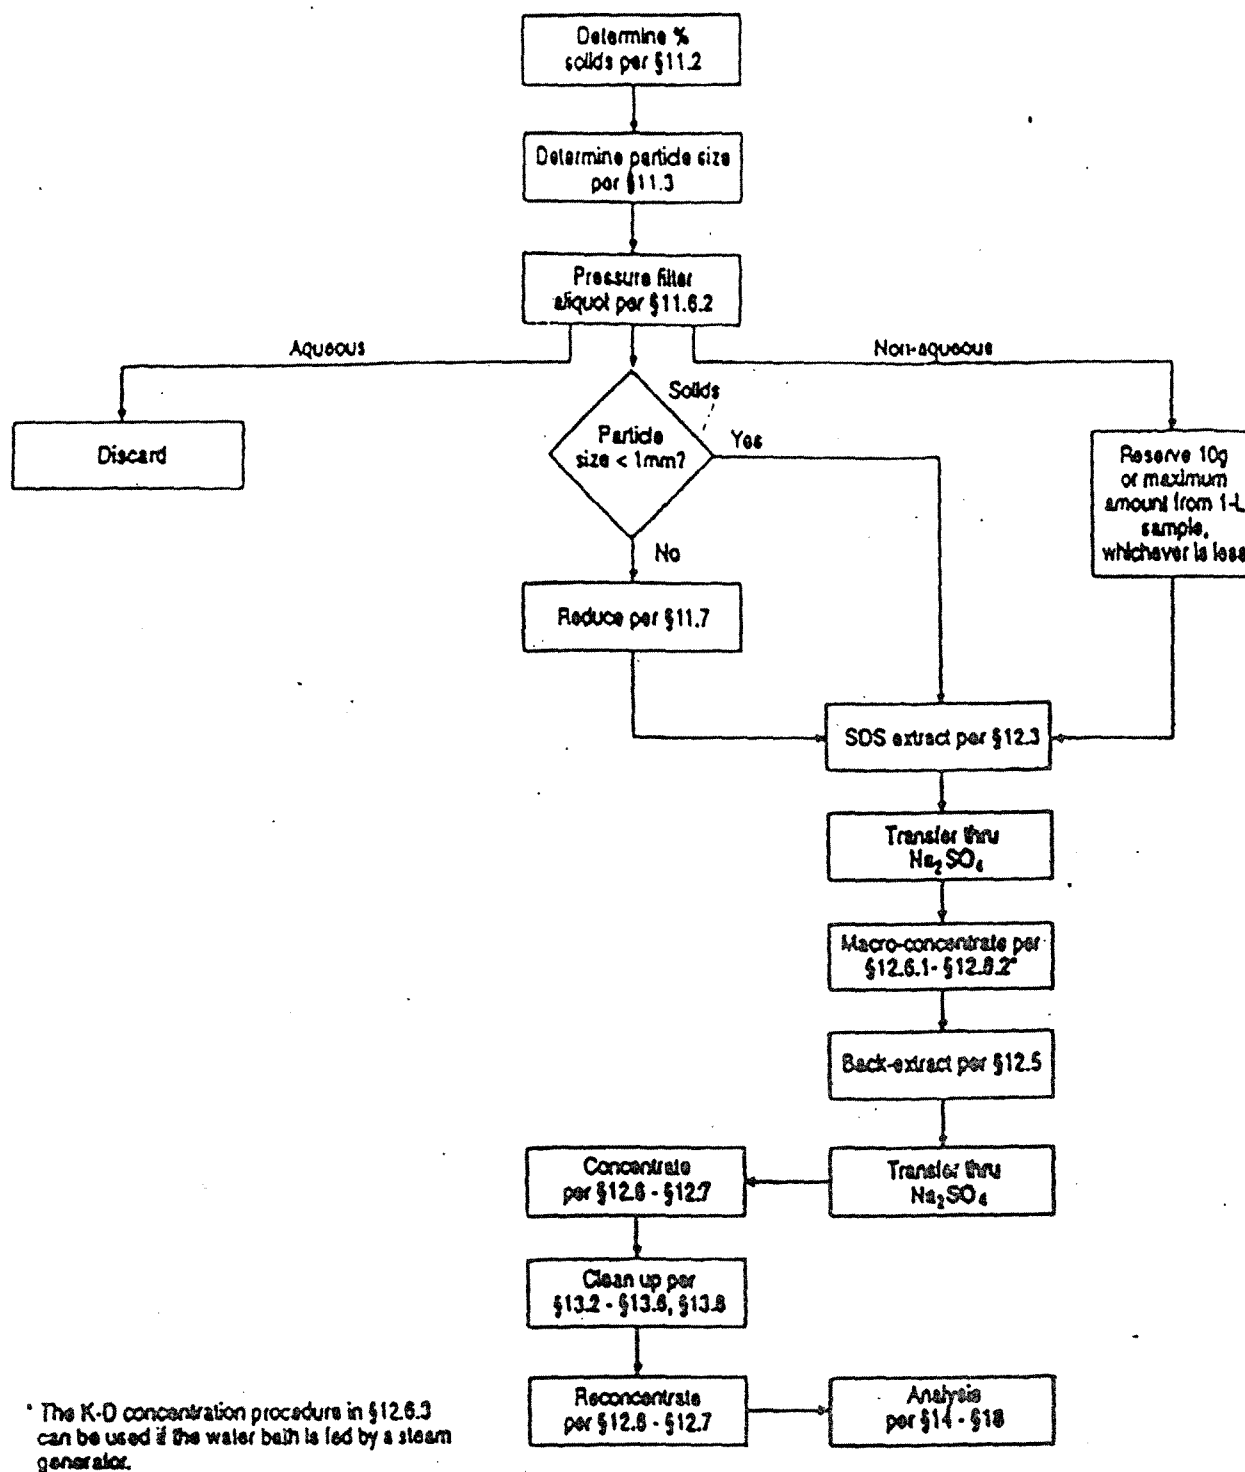 Determine %
solids per §11.2
Determine particle size
per §11.3
Pressure filter
aliquot per §11.6.2
Aqueous
Non-aqueous
Solids
Discard
Particle
size < 1mm?
Yes
Reserve 10g
or maximum
amount from 1-L
sample,
whichever is less
No
Reduce per §11.7
SDS extract per §12.3
Transfer thru
Na₂SO₄
Macro-concentrate per
§12.6.1- §12.6.2*
Back-extract per §12.5
Concentrate
per §12.6 - §12.7
Transfer thru
Na₂SO₄
Clean up per
§13.2 - §13.6, §13.8
Reconcentrate
per §12.6 - §12.7
Analysis
per §14 - §18
* The K-D concentration procedure in §12.6.3
can be used if the water bath is fed by a steam
generator.